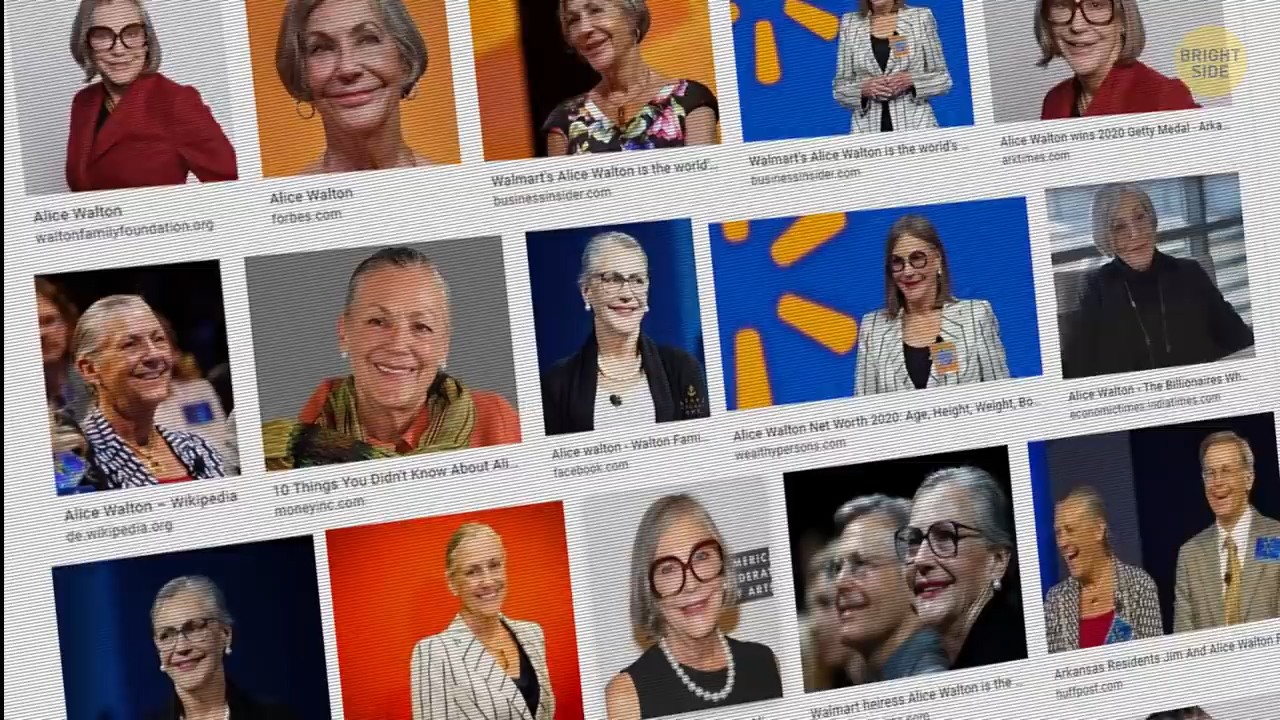 BRIGHT
SIDE
Alice Walton
waltonfamilyfoundation.org
Alice Walton
forbes.com
Walmart's Alice Walton is the world'...
businessinsider.com
Walmart's Alice Walton is the world's ...
businessinsider.com
Alice Walton wins 2020 Getty Medal - Arka...
arktimes.com
Alice Walton – Wikipedia
de.wikipedia.org
10 Things You Didn't Know About Ali...
moneyinc.com
Alice walton - Walton Fami
facebook.com
Alice Walton Net Worth 2020: Age, Height, Weight, Bo
wealthypersons.com
Alice Walton - The Billionaires Wh...
economictimes.indiatimes.com
Walmart heiress Alice Walton is the ...
Arkansas Residents Jim And Alice Walton
huffpost.com